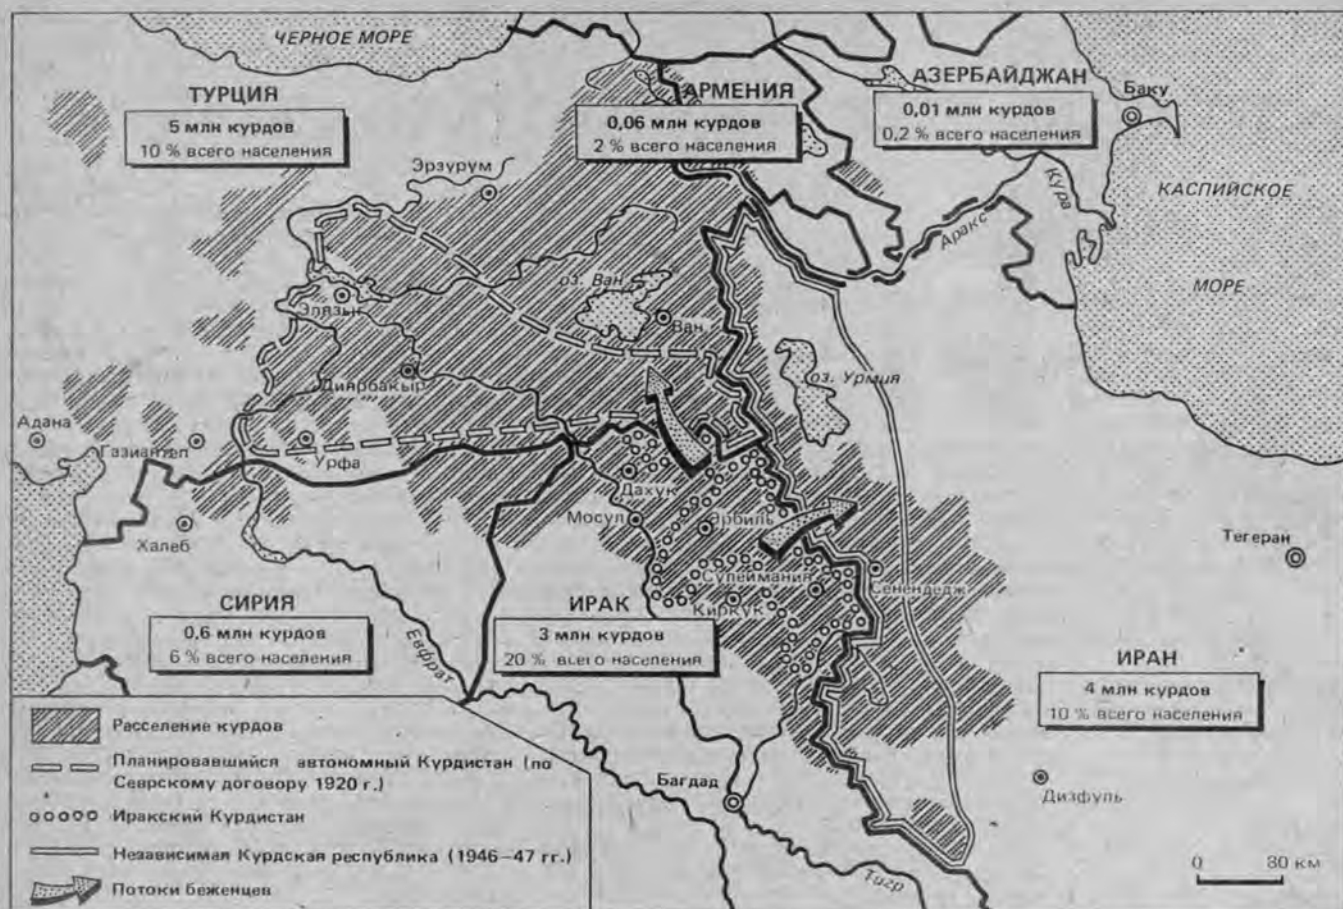 ЧЕРНОЕ МОРЕ
ТУРЦИЯ
5 млн курдов
10 % всего населения
АРМЕНИЯ
0,06 млн курдов
2 % всего населения
АЗЕРБАЙДЖАН
0,01 млн курдов
0,2 % всего населения
Баку
Эрзурум
Кура
Аракс
КАСПИЙСКОЕ
МОРЕ
оз. Ван
Ван
Элязыг
Диярбакыр
оз. Урмия
Адана
Газиантеп
Урфа
Дахук
Мосул
Эрбиль
Халеб
Тегеран
Сулеймания
Сенендедж
Киркук
СИРИЯ
0,6 млн курдов
6 % всего населения
Евфрат
ИРАК
3 млн курдов
20 % всего населения
ИРАН
4 млн курдов
10 % всего населения
Багдад
Дизфуль
Тигр
Расселение курдов
Планировавшийся автономный Курдистан (по
Севрскому договору 1920 г.)
Иракский Курдистан
Независимая Курдская республика (1946—47 гг.)
Потоки беженцев
0 80 км